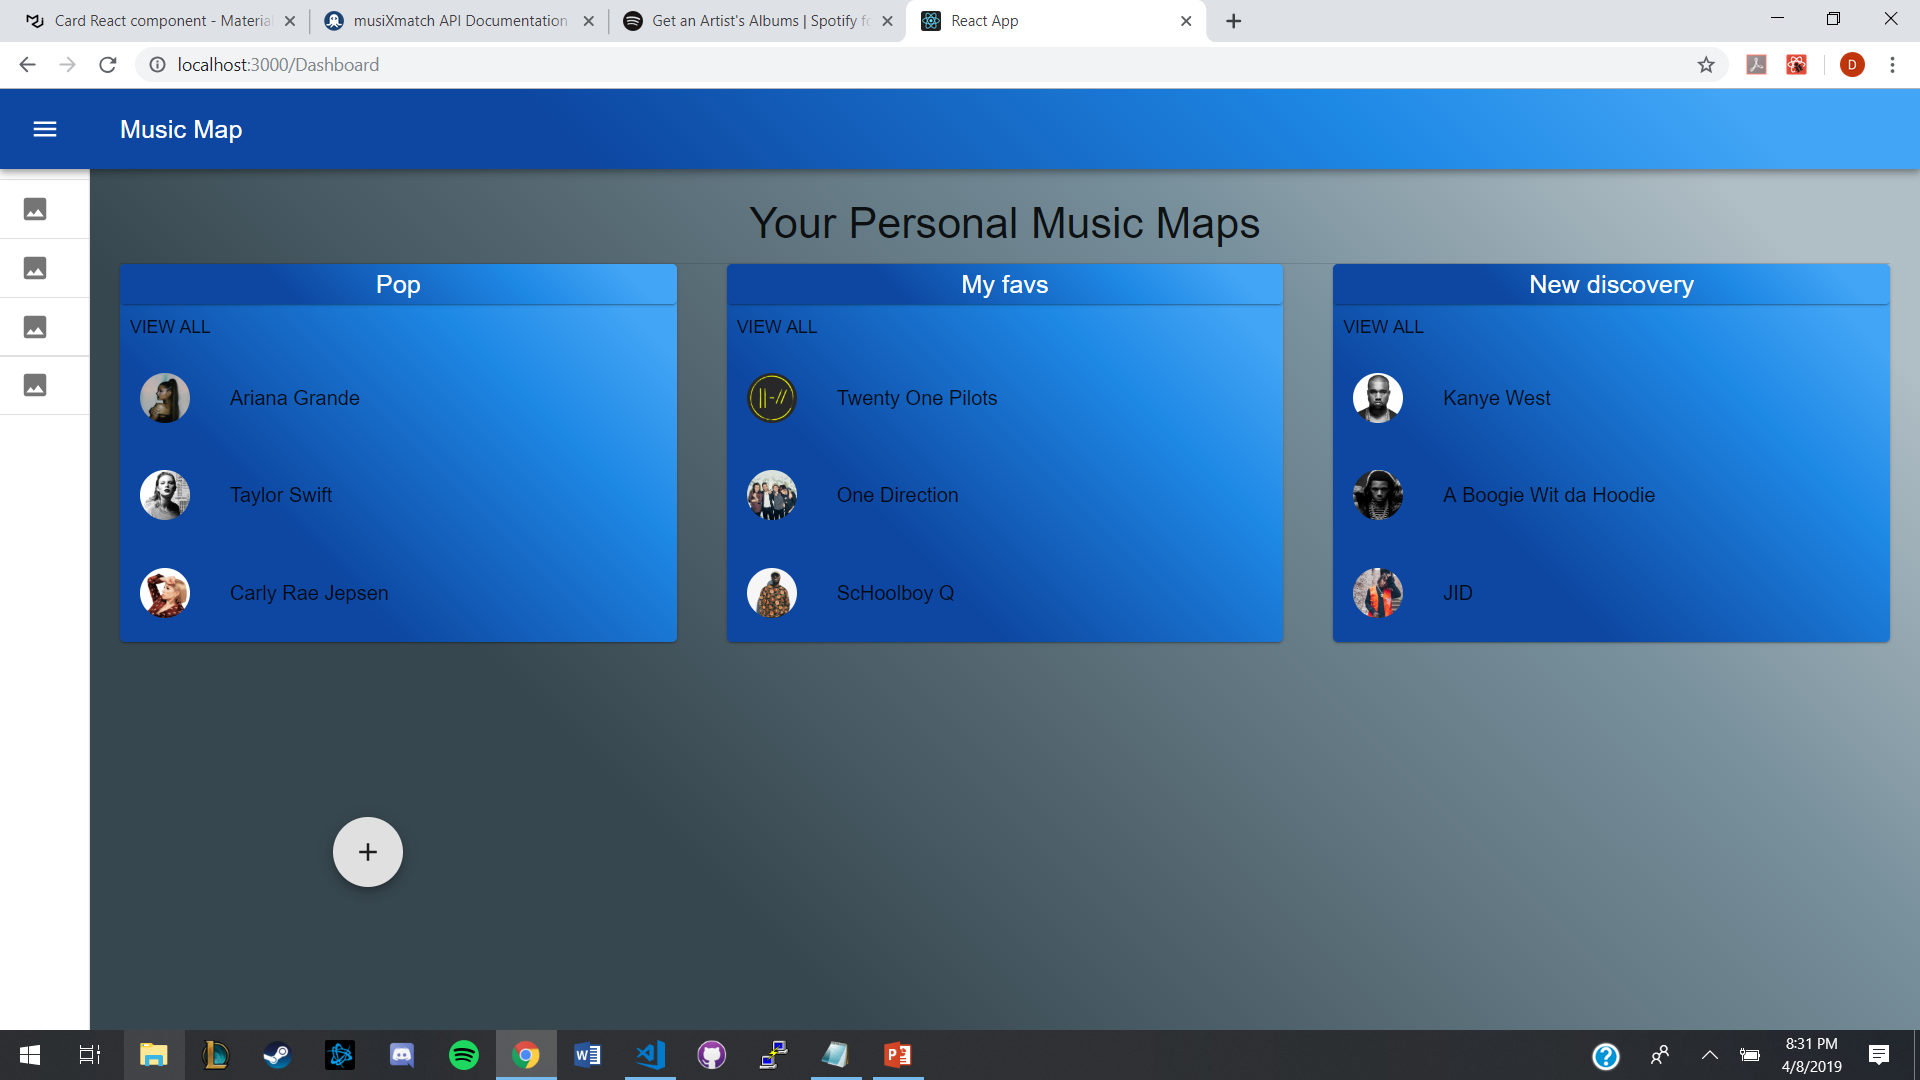 Card React component - Materia
musiXmatch API Documentation
Get an Artist's Albums | Spotify fo
React App
localhost:3000/Dashboard
D
Music Map
Your Personal Music Maps
Pop
My favs
New discovery
VIEW ALL
VIEW ALL
VIEW ALL
Ariana Grande
Twenty One Pilots
Kanye West
Taylor Swift
One Direction
A Boogie Wit da Hoodie
Carly Rae Jepsen
ScHoolboy Q
JID
+
8:31 PM
4/8/2019